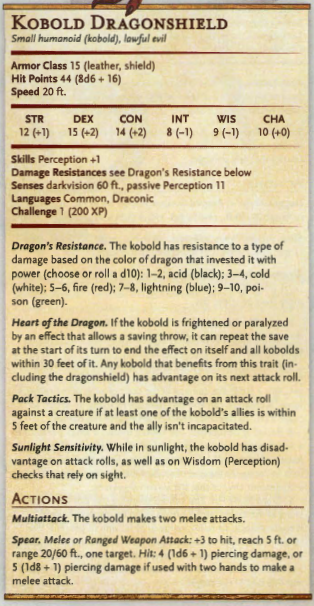 KOBOLD DRAGONSHIELD
Small humanoid (kobold), lawful evil
Armor Class 15 (leather, shield)
Hit Points 44 (8d6 + 16)
Speed 20 ft.
STR DEX CON INT WIS CHA
12 (+1) 15 (+2) 14 (+2) 8 (−1) 9 (−1) 10 (+0)
Skills Perception +1
Damage Resistances see Dragon's Resistance below
Senses darkvision 60 ft., passive Perception 11
Languages Common, Draconic
Challenge 1 (200 XP)
Dragon's Resistance. The kobold has resistance to a type of
damage based on the color of dragon that invested it with
power (choose or roll a d10): 1–2, acid (black); 3–4, cold
(white); 5–6, fire (red); 7–8, lightning (blue); 9–10, poi-
son (green).
Heart of the Dragon. If the kobold is frightened or paralyzed
by an effect that allows a saving throw, it can repeat the save
at the start of its turn to end the effect on itself and all kobolds
within 30 feet of it. Any kobold that benefits from this trait (in-
cluding the dragonshield) has advantage on its next attack roll.
Pack Tactics. The kobold has advantage on an attack roll
against a creature if at least one of the kobold's allies is within
5 feet of the creature and the ally isn't incapacitated.
Sunlight Sensitivity. While in sunlight, the kobold has disad-
vantage on attack rolls, as well as on Wisdom (Perception)
checks that rely on sight.
ACTIONS
Multiattack. The kobold makes two melee attacks.
Spear. Melee or Ranged Weapon Attack: +3 to hit, reach 5 ft. or
range 20/60 ft., one target. Hit: 4 (1d6 + 1) piercing damage, or
5 (1d8 + 1) piercing damage if used with two hands to make a
melee attack.